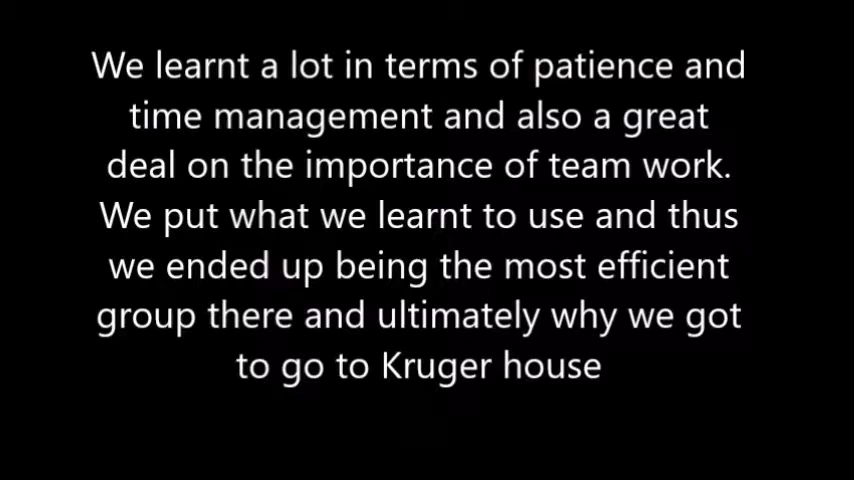 We learnt a lot in terms of patience and
time management and also a great
deal on the importance of team work.
We put what we learnt to use and thus
we ended up being the most efficient
group there and ultimately why we got
to go to Kruger house